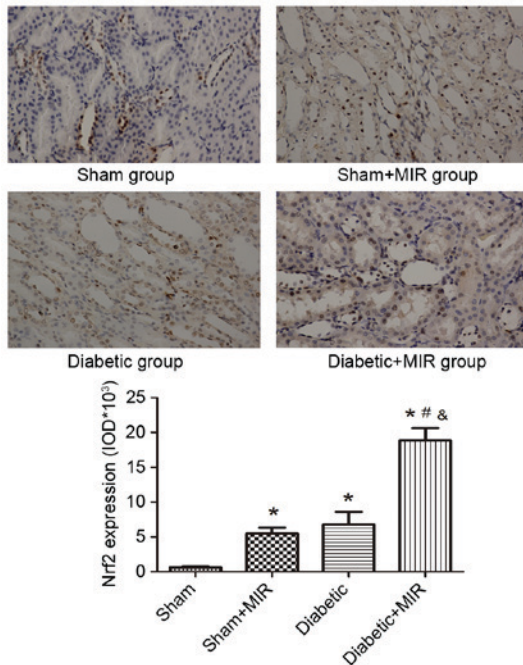 Sham group
Sham+MIR group
Diabetic group
Diabetic+MIR group
Nrf2 expression (IOD*10³)
25
20
15
10
5
0
*
*
* # &
Sham
Sham+MIR
Diabetic
Diabetic+MIR